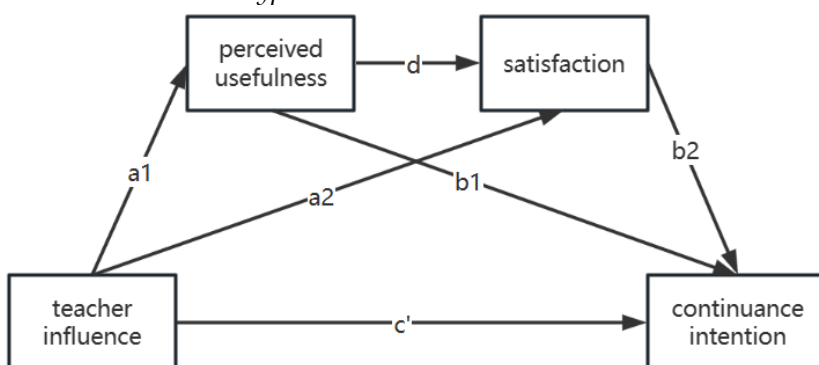 perceived
usefulness
d
satisfaction
a1
a2
b1
b2
teacher
influence
c'
continuance
intention